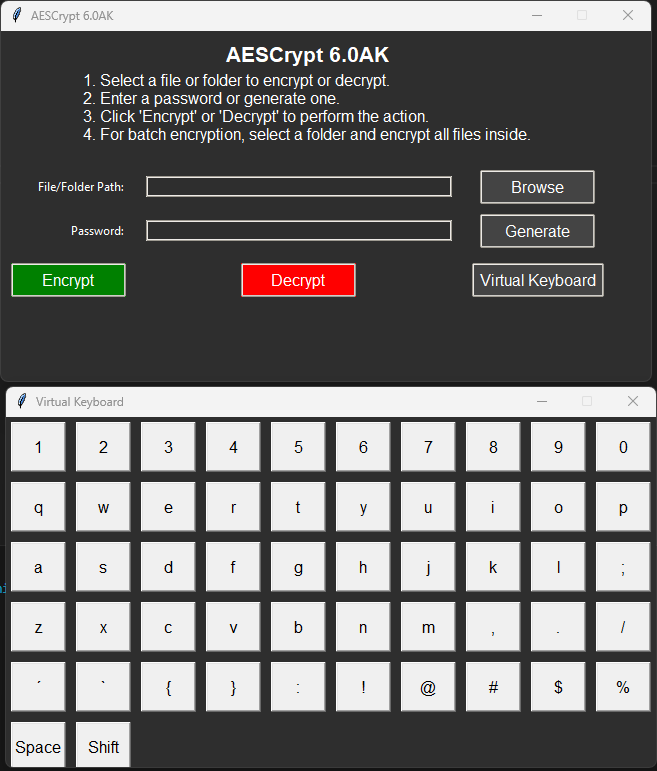 AESCrypt 6.0AK
AESCrypt 6.0AK
1. Select a file or folder to encrypt or decrypt.
2. Enter a password or generate one.
3. Click 'Encrypt' or 'Decrypt' to perform the action.
4. For batch encryption, select a folder and encrypt all files inside.
File/Folder Path: Browse
Password: Generate
Encrypt Decrypt Virtual Keyboard
Virtual Keyboard
1 2 3 4 5 6 7 8 9 0
q w e r t y u i o p
a s d f g h j k l ;
z x c v b n m , . /
´ ` { } : ! @ # $ %
Space Shift